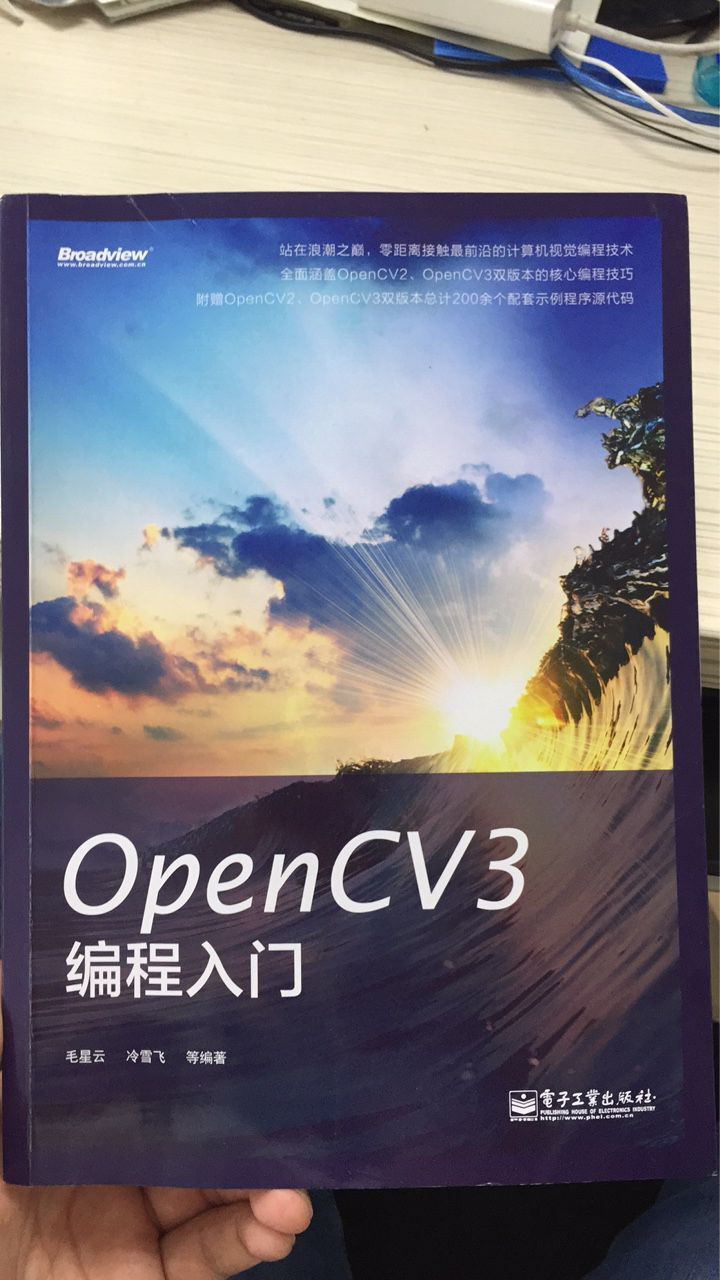 Broadview®
www.broadview.com.cn
站在浪潮之巅，零距离接触最前沿的计算机视觉编程技术
全面涵盖OpenCV2、OpenCV3双版本的核心编程技巧
附赠OpenCV2、OpenCV3双版本总计200余个配套示例程序源代码
OpenCV3
编程入门
毛星云 冷雪飞 等编著
電子工業出版社
PUBLISHING HOUSE OF ELECTRONICS INDUSTRY
http://www.phei.com.cn